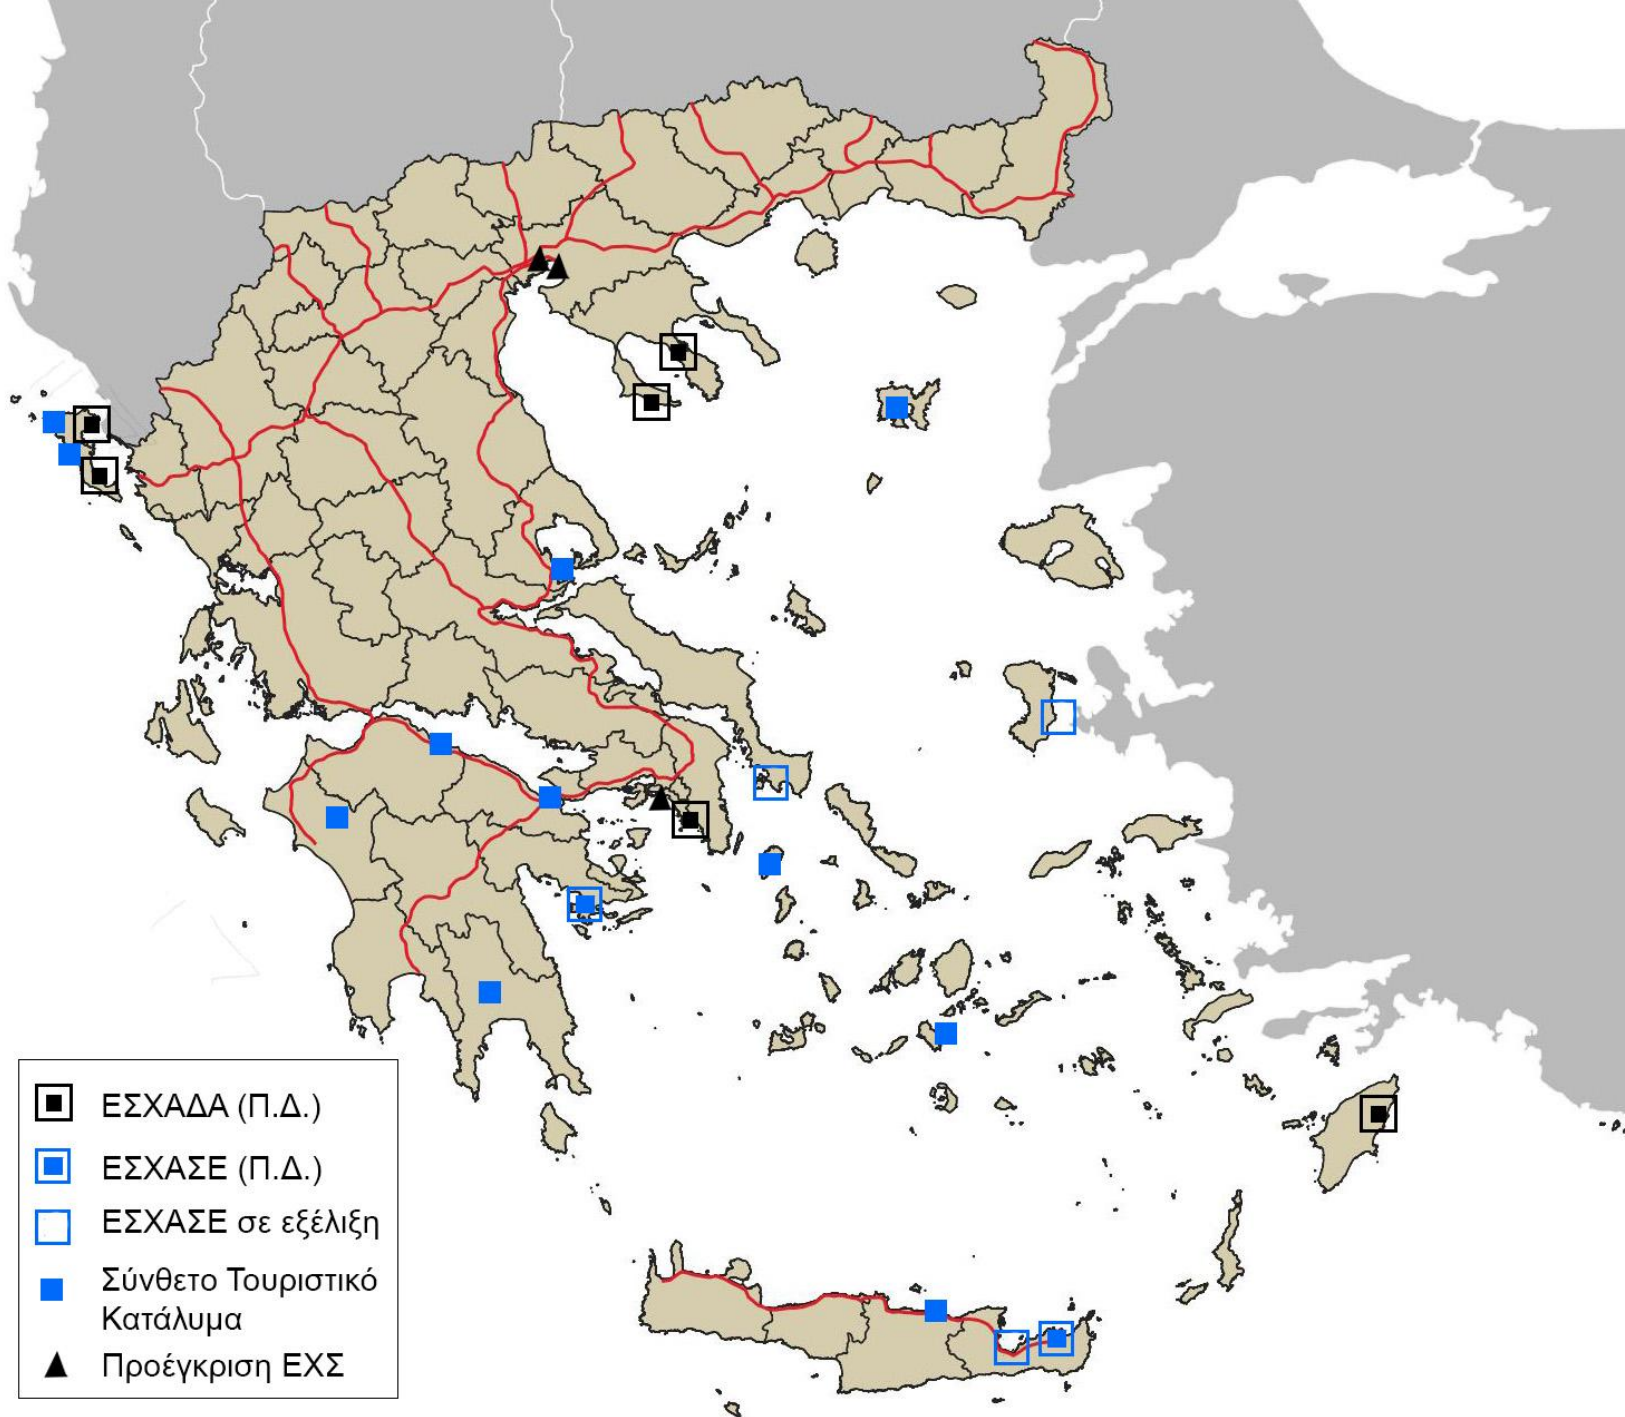 ΕΣΧΑΔΑ (Π.Δ.)
ΕΣΧΑΣΕ (Π.Δ.)
ΕΣΧΑΣΕ σε εξέλιξη
Σύνθετο Τουριστικό
Κατάλυμα
Προέγκριση ΕΧΣ